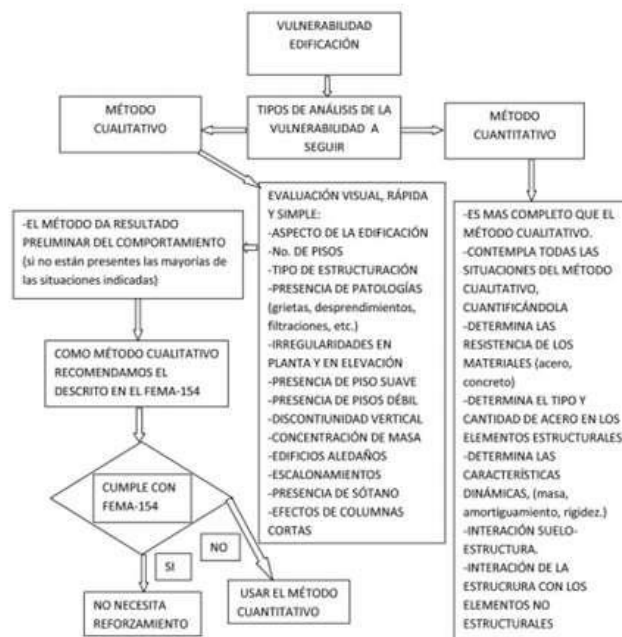 VULNERABILIDAD
EDIFICACIÓN
MÉTODO
CUALITATIVO
TIPOS DE ANÁLISIS DE LA
VULNERABILIDAD A
SEGUIR
MÉTODO
CUANTITATIVO
EVALUACIÓN VISUAL, RÁPIDA
Y SIMPLE:
-ASPECTO DE LA EDIFICACIÓN
-No. DE PISOS
-TIPO DE ESTRUCTURACIÓN
-PRESENCIA DE PATOLOGÍAS
(grietas, desprendimientos,
filtraciones, etc.)
-IRREGULARIDADES EN
PLANTA Y EN ELEVACIÓN
-PRESENCIA DE PISO SUAVE
-PRESENCIA DE PISOS DÉBIL
-DISCONTIUNIDAD VERTICAL
-CONCENTRACIÓN DE MASA
-EDIFICIOS ALEDAÑOS
-ESCALONAMIENTOS
-PRESENCIA DE SÓTANO
-EFECTOS DE COLUMNAS
CORTAS
-EL MÉTODO DA RESULTADO
PRELIMINAR DEL COMPORTAMIENTO
(si no están presentes las mayorías de
las situaciones indicadas)
COMO MÉTODO CUALITATIVO
RECOMENDAMOS EL
DESCRITO EN EL FEMA-154
CUMPLE CON
FEMA-154
SI
NO
NO NECESITA
REFORZAMIENTO
USAR EL MÉTODO
CUANTITATIVO
-ES MAS COMPLETO QUE EL
MÉTODO CUALITATIVO.
-CONTEMPLA TODAS LAS
SITUACIONES DEL MÉTODO
CUALITATIVO,
CUANTIFICÁNDOLA
-DETERMINA LAS
RESISTENCIA DE LOS
MATERIALES (acero,
concreto)
-DETERMINA EL TIPO Y
CANTIDAD DE ACERO EN LOS
ELEMENTOS ESTRUCTURALES
-DETERMINA LAS
CARACTERÍSTICAS
DINÁMICAS, (masa,
amortiguamiento, rigidez.)
-INTERACIÓN SUELO-
ESTRUCTURA.
-INTERACIÓN DE LA
ESTRUCRURA CON LOS
ELEMENTOS NO
ESTRUCTURALES